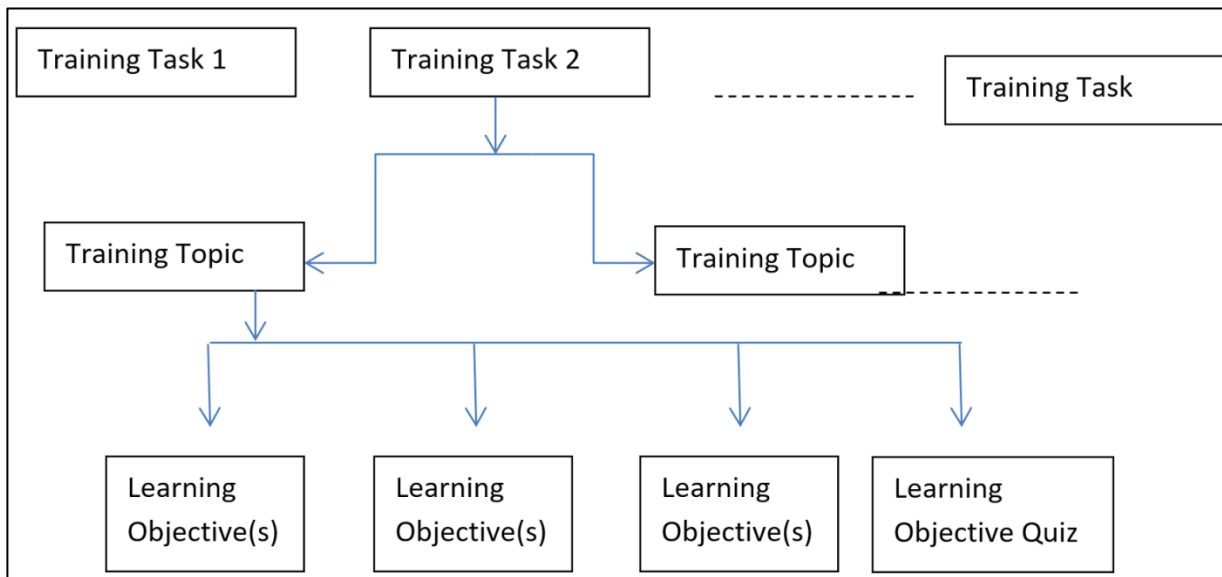 Training Task 1
Training Task 2
Training Task
Training Topic
Training Topic
Learning
Objective(s)
Learning
Objective(s)
Learning
Objective(s)
Learning
Objective Quiz